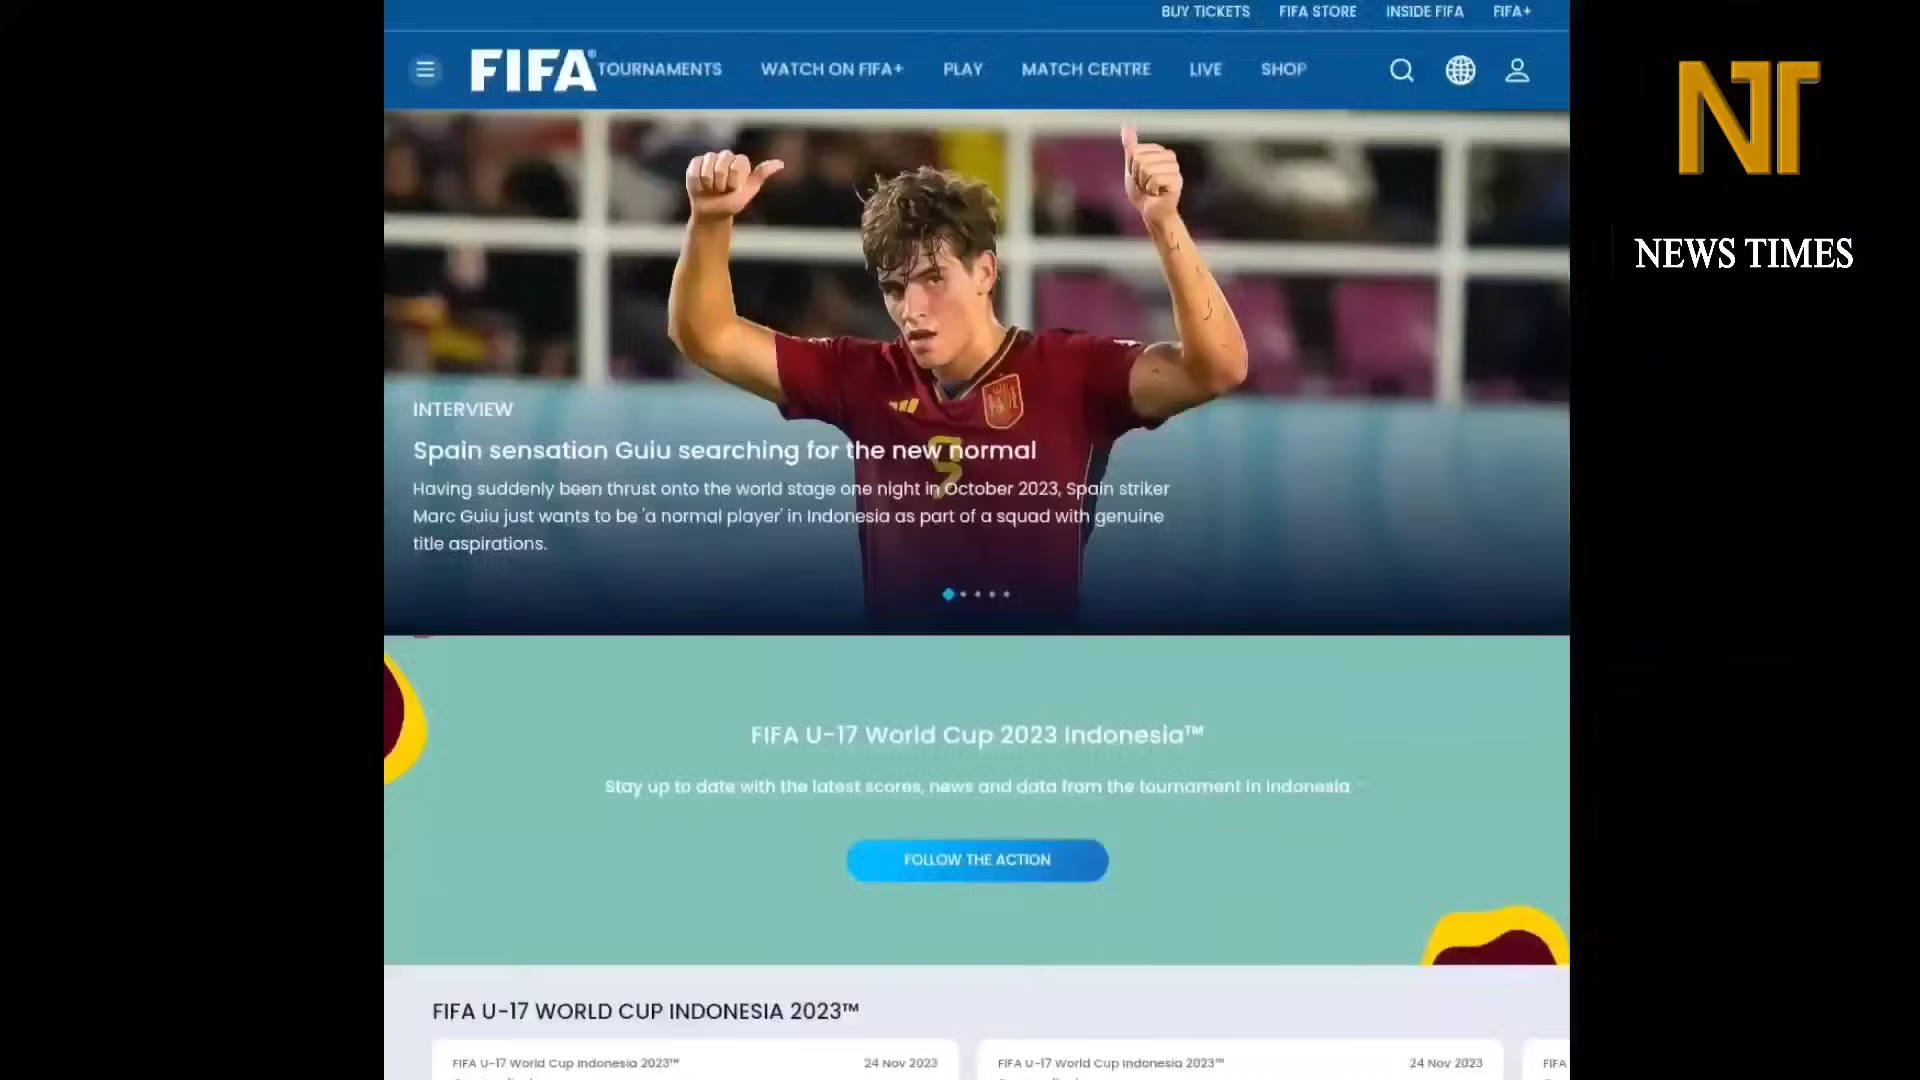 BUY TICKETS FIFA STORE INSIDE FIFA FIFA+
FIFA® TOURNAMENTS WATCH ON FIFA+ PLAY MATCH CENTRE LIVE SHOP
NT
NEWS TIMES
9
INTERVIEW
Spain sensation Guiu searching for the new normal
Having suddenly been thrust onto the world stage one night in October 2023, Spain striker
Marc Guiu just wants to be 'a normal player' in Indonesia as part of a squad with genuine
title aspirations.
FIFA U-17 World Cup 2023 Indonesia™
Stay up to date with the latest scores, news and data from the tournament in Indonesia
FOLLOW THE ACTION
FIFA U-17 WORLD CUP INDONESIA 2023™
FIFA U-17 World Cup Indonesia 2023™ 24 Nov 2023
FIFA U-17 World Cup Indonesia 2023™ 24 Nov 2023
FIFA